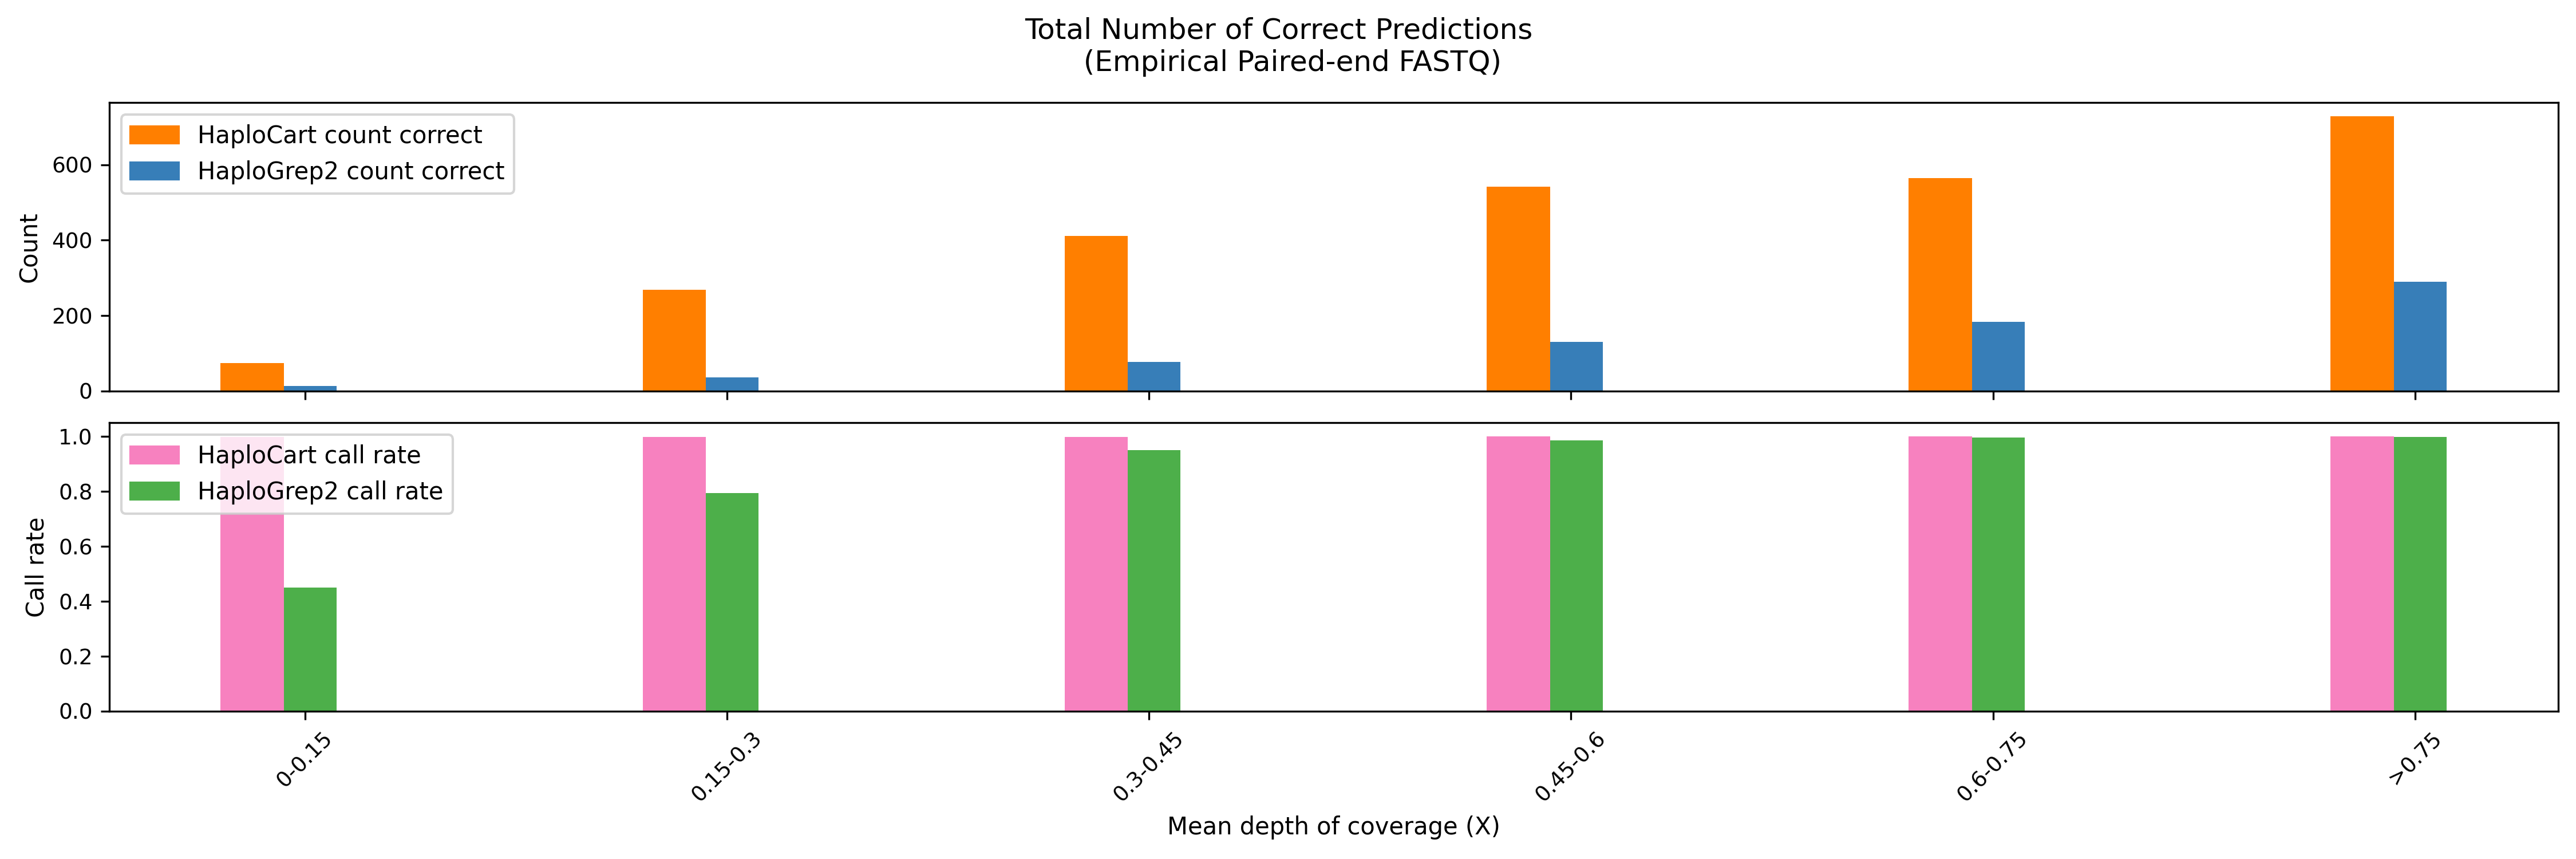 Total Number of Correct Predictions
(Empirical Paired-end FASTQ)
HaploCart count correct
HaploGrep2 count correct
Count
600
400
200
0
HaploCart call rate
HaploGrep2 call rate
Call rate
1.0
0.8
0.6
0.4
0.2
0.0
0-0.15
0.15-0.3
0.3-0.45
0.45-0.6
0.6-0.75
>0.75
Mean depth of coverage (X)